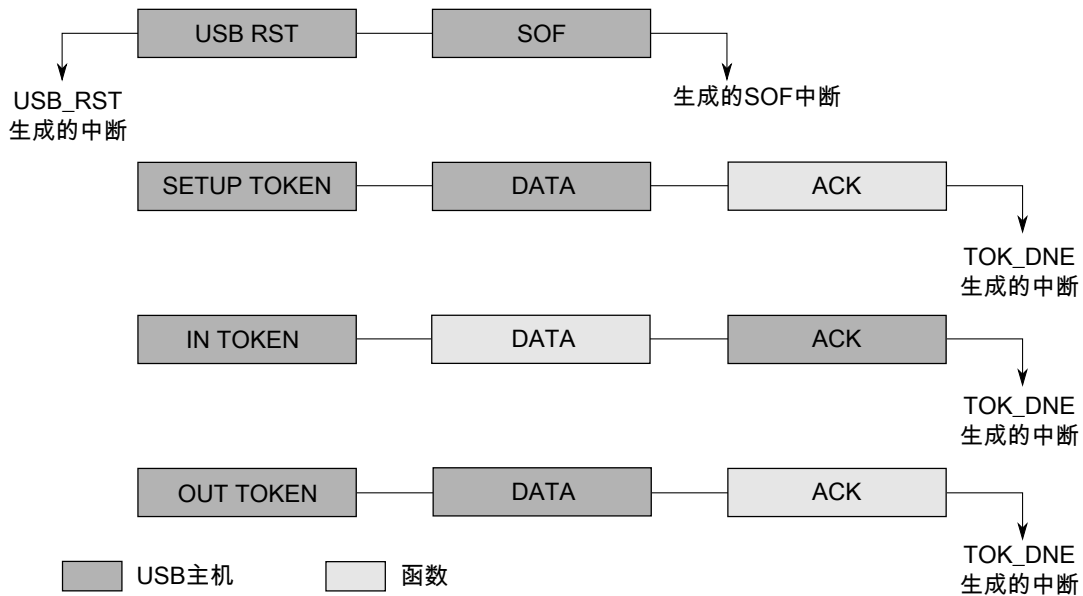 USB RST
SOF
USB_RST
生成的中断
生成的SOF中断
SETUP TOKEN
DATA
ACK
TOK_DNE
生成的中断
IN TOKEN
DATA
ACK
TOK_DNE
生成的中断
OUT TOKEN
DATA
ACK
TOK_DNE
生成的中断
USB主机
函数